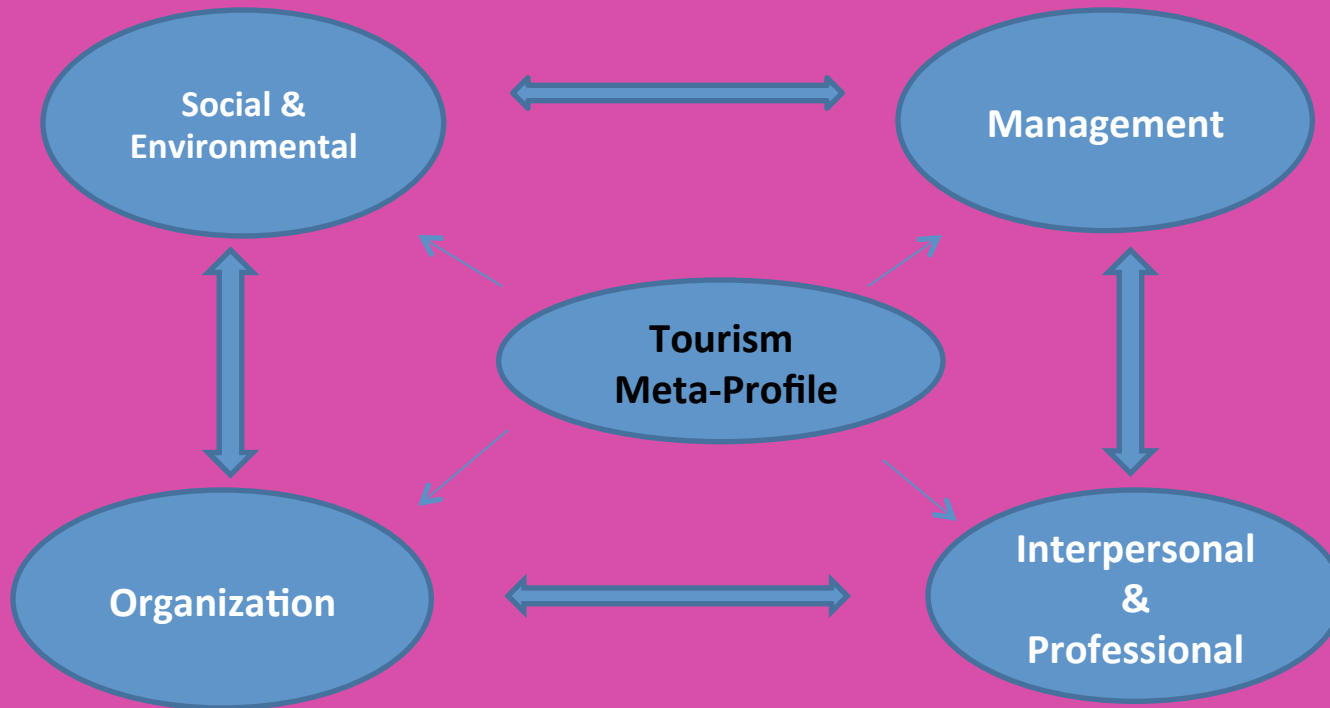 Social &
Environmental
Management
Tourism
Meta-Profile
Organization
Interpersonal
&
Professional